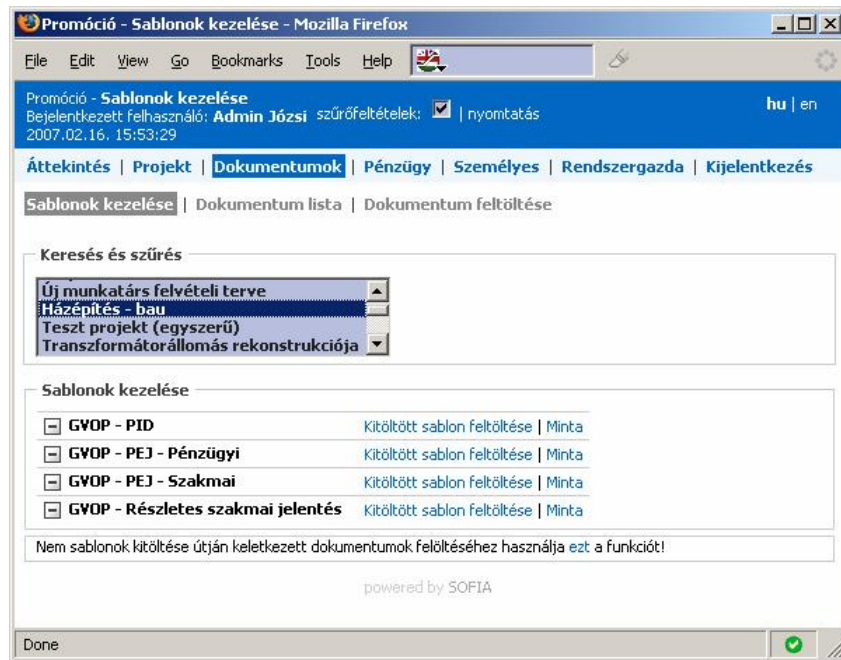 Promóció - Sablonok kezelése - Mozilla Firefox
File Edit View Go Bookmarks Tools Help
Promóció - Sablonok kezelése
Bejelentkezett felhasználó: Admin Józsi szűrőfeltételek: | nyomtatás
hu | en
2007.02.16. 15:53:29
Áttekintés | Projekt | Dokumentumok | Pénzügy | Személyes | Rendszergazda | Kijelentkezés
Sablonok kezelése | Dokumentum lista | Dokumentum feltöltése
Keresés és szűrés
Új munkatárs felvételi terve
Házépítés - bau
Teszt projekt (egyszerű)
Transzformátorállomás rekonstrukciója
Sablonok kezelése
GVOP - PID Kitöltött sablon feltöltése | Minta
GVOP - PEJ - Pénzügyi Kitöltött sablon feltöltése | Minta
GVOP - PEJ - Szakmai Kitöltött sablon feltöltése | Minta
GVOP - Részletes szakmai jelentés Kitöltött sablon feltöltése | Minta
Nem sablonok kitöltése útján keletkezett dokumentumok felöltéséhez használja ezt a funkciót!
powered by SOFIA
Done